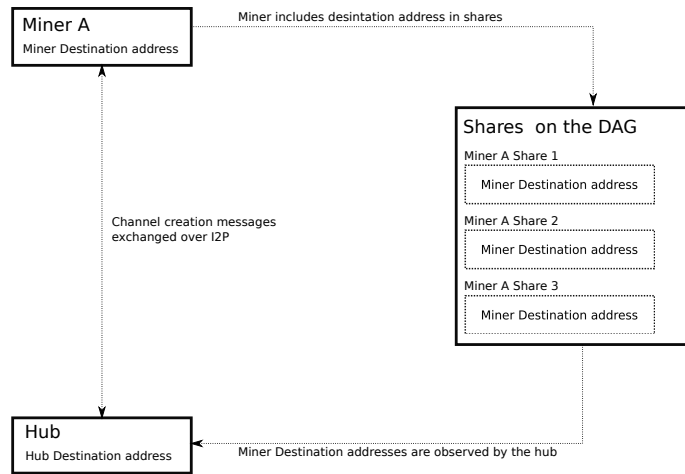 Miner A
Miner Destination address
Miner includes desintation address in shares
Shares on the DAG
Miner A Share 1
Miner Destination address
Miner A Share 2
Miner Destination address
Miner A Share 3
Miner Destination address
Channel creation messages
exchanged over I2P
Hub
Hub Destination address
Miner Destination addresses are observed by the hub